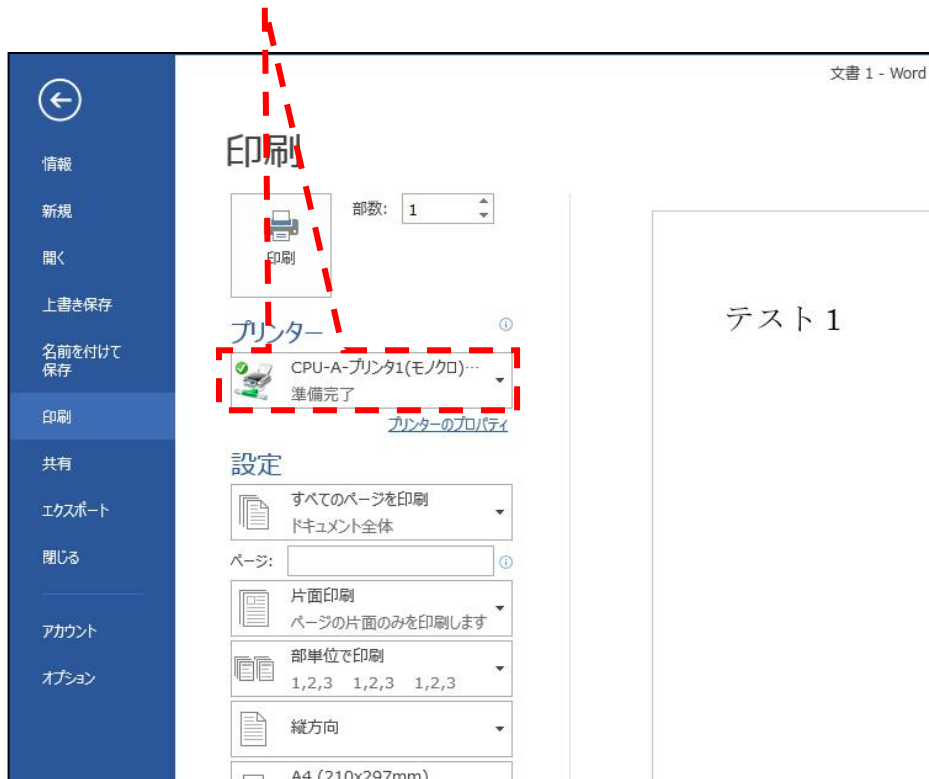 文書 1 - Word
情報
新規
開く
上書き保存
名前を付けて
保存
印刷
共有
エクスポート
閉じる
アカウント
オプション
印刷
部数: 1
印刷
プリンター
CPU-A-プリンタ1(モノクロ)…
準備完了
プリンターのプロパティ
設定
すべてのページを印刷
ドキュメント全体
ページ:
片面印刷
ページの片面のみを印刷します
部単位で印刷
1,2,3 1,2,3 1,2,3
縦方向
A4 (210x297mm)
テスト1